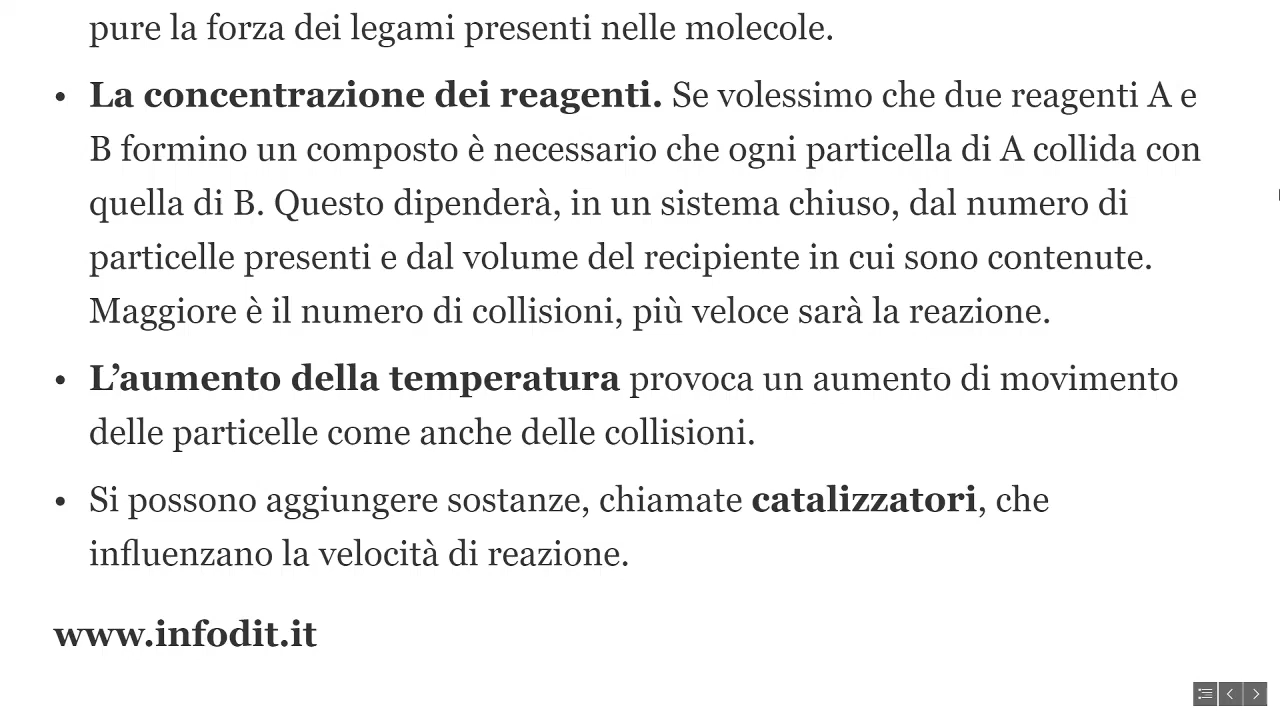 pure la forza dei legami presenti nelle molecole.
• La concentrazione dei reagenti. Se volessimo che due reagenti A e
B formino un composto è necessario che ogni particella di A collida con
quella di B. Questo dipenderà, in un sistema chiuso, dal numero di
particelle presenti e dal volume del recipiente in cui sono contenute.
Maggiore è il numero di collisioni, più veloce sarà la reazione.
• L’aumento della temperatura provoca un aumento di movimento
delle particelle come anche delle collisioni.
• Si possono aggiungere sostanze, chiamate catalizzatori, che
influenzano la velocità di reazione.
www.infodit.it